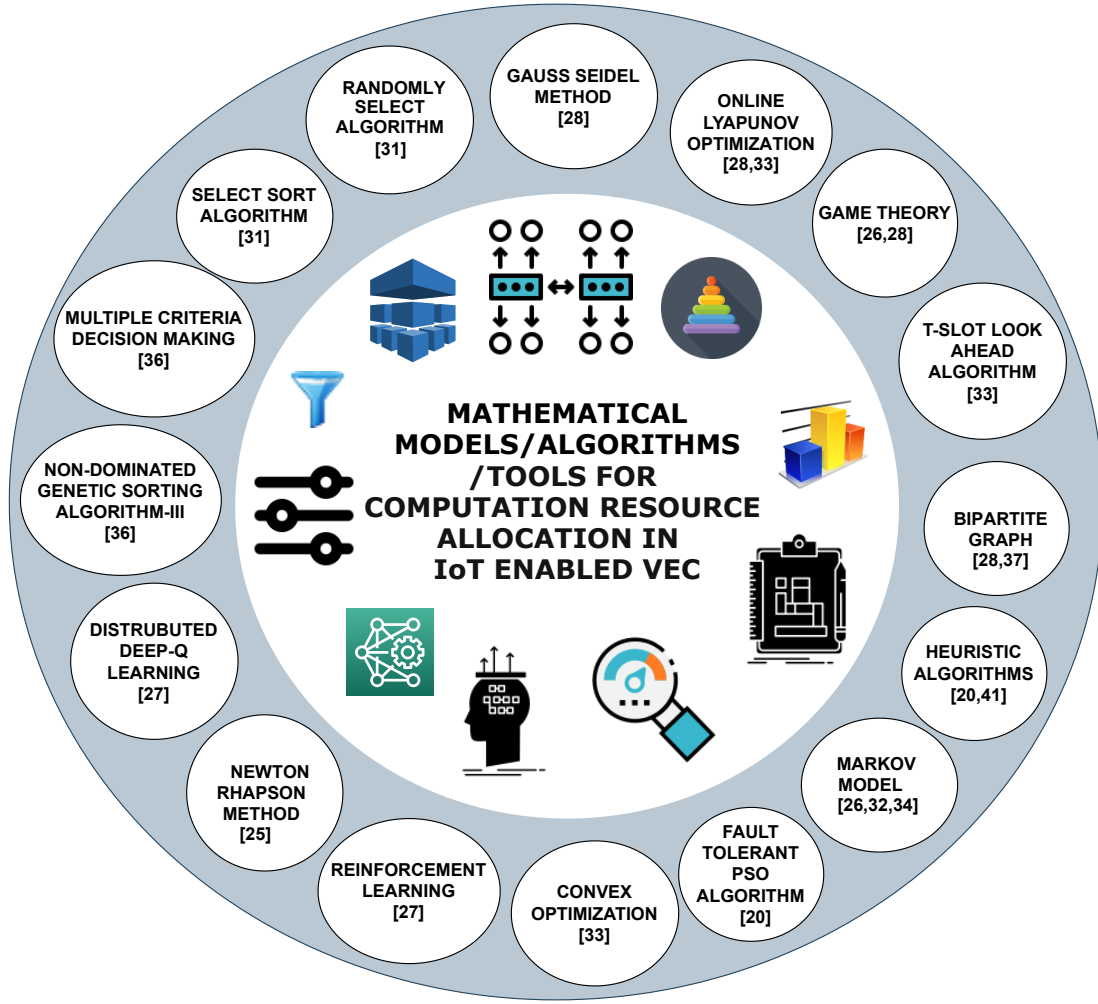 GAUSS SEIDEL
METHOD
[28]
ONLINE
LYAPUNOV
OPTIMIZATION
[28,33]
GAME THEORY
[26,28]
T-SLOT LOOK
AHEAD
ALGORITHM
[33]
BIPARTITE
GRAPH
[28,37]
HEURISTIC
ALGORITHMS
[20,41]
MARKOV
MODEL
[26,32,34]
FAULT
TOLERANT
PSO
ALGORITHM
[20]
CONVEX
OPTIMIZATION
[33]
REINFORCEMENT
LEARNING
[27]
NEWTON
RHAPSON
METHOD
[25]
DISTRUBUTED
DEEP-Q
LEARNING
[27]
NON-DOMINATED
GENETIC SORTING
ALGORITHM-III
[36]
MULTIPLE CRITERIA
DECISION MAKING
[36]
SELECT SORT
ALGORITHM
[31]
RANDOMLY
SELECT
ALGORITHM
[31]
MATHEMATICAL
MODELS/ALGORITHMS
/TOOLS FOR
COMPUTATION RESOURCE
ALLOCATION IN
IoT ENABLED VEC